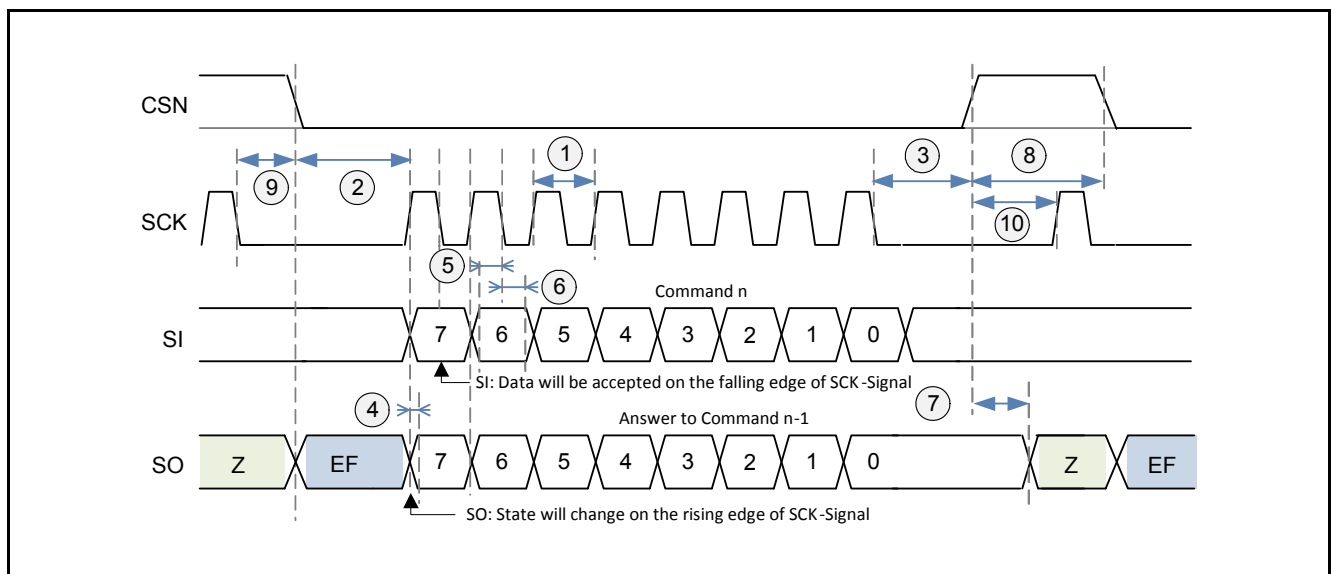 CSN
3
8
1
9
2
10
SCK
5
6
Command n
SI
7 6 5 4 3 2 1 0
SI: Data will be accepted on the falling edge of SCK-Signal
4
7
Answer to Command n-1
SO
Z EF 7 6 5 4 3 2 1 0 Z EF
SO: State will change on the rising edge of SCK-Signal